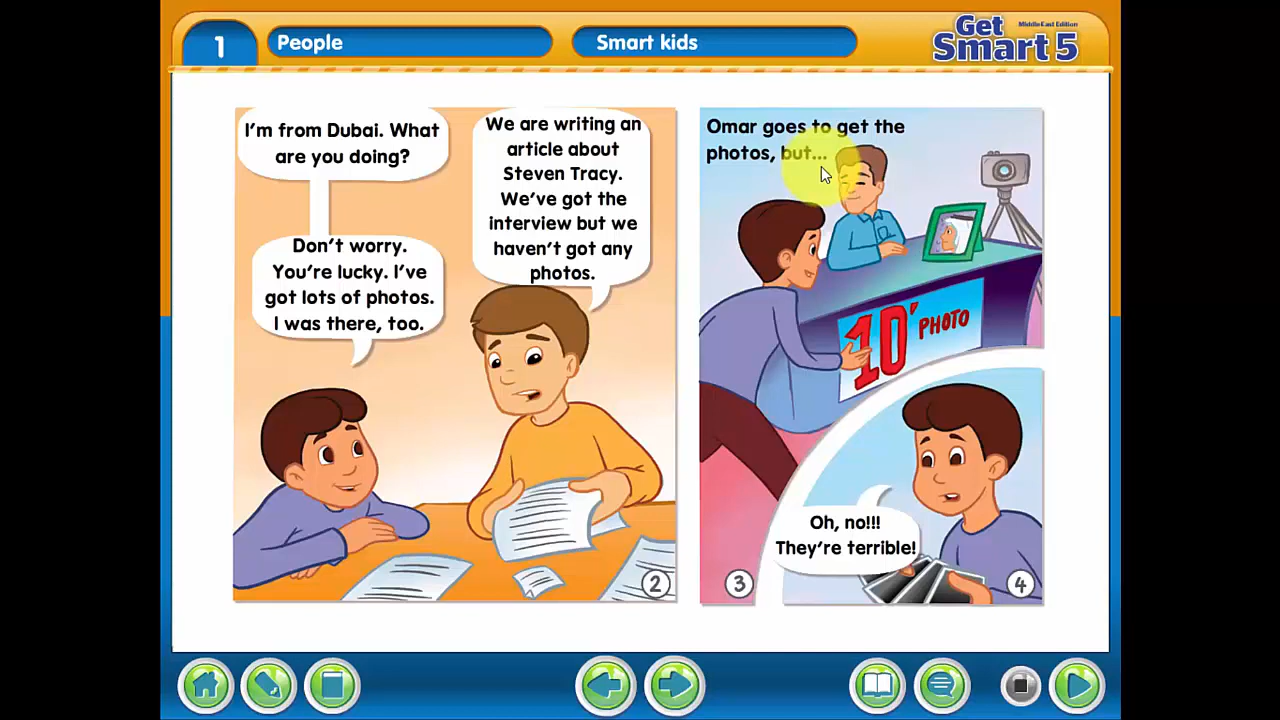 1
People
Smart kids
Get
Middle East Edition
Smart 5
I'm from Dubai. What
are you doing?
We are writing an
article about
Steven Tracy.
We've got the
interview but we
haven't got any
photos.
Don't worry.
You're lucky. I've
got lots of photos.
I was there, too.
2
Omar goes to get the
photos, but...
10' PHOTO
3
Oh, no!!!
They're terrible!
4